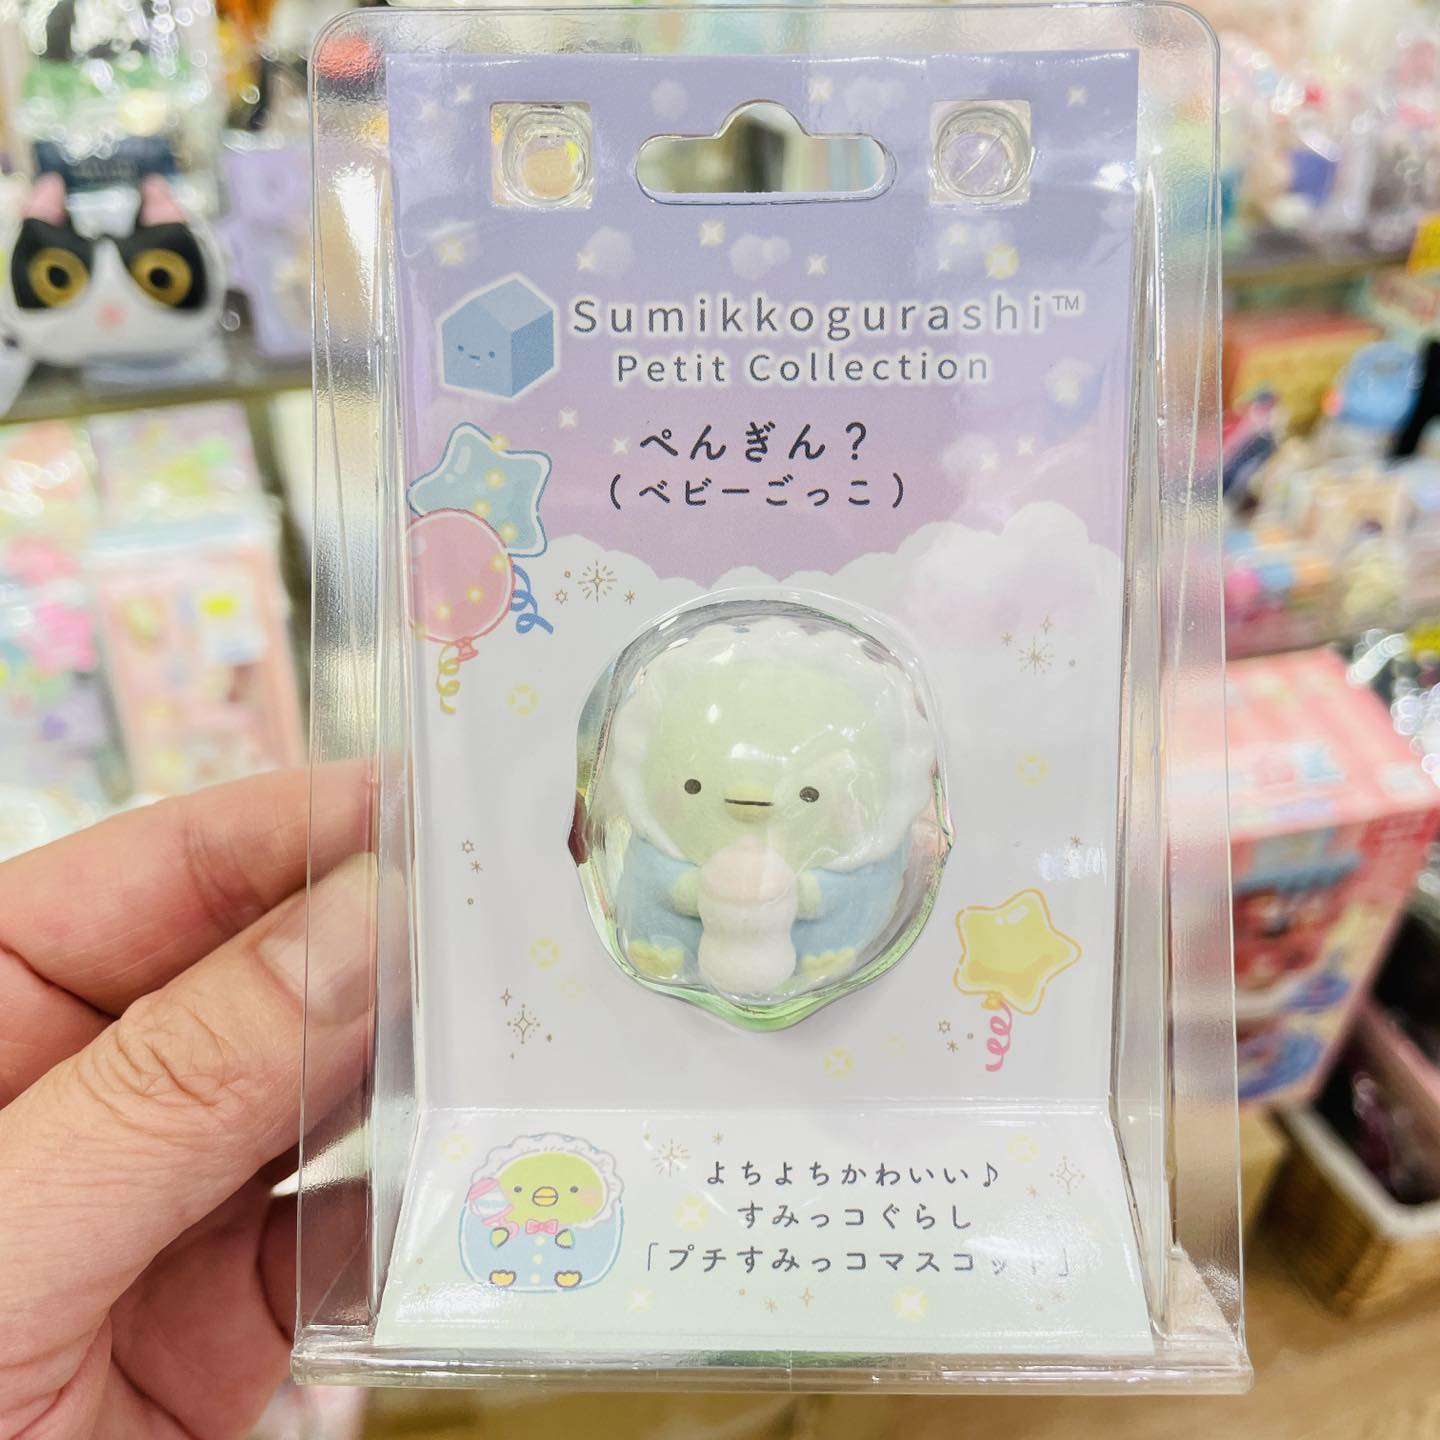 Sumikkogurashi™
Petit Collection
ぺんぎん？
(ベビーごっこ)
よちよちかわいい♪
すみっコぐらし
「プチすみっコマスコット」